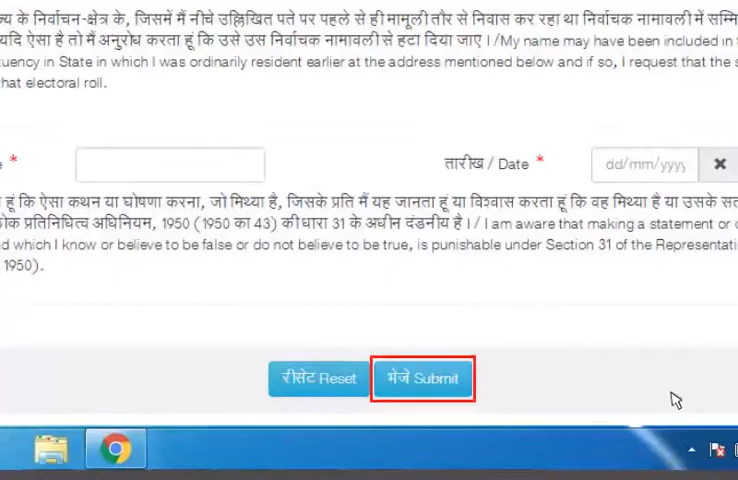 के निर्वाचन-क्षेत्र के, जिसमें मैं नीचे उल्लिखित पते पर पहले से ही मामूली तौर से निवास कर रहा था निर्वाचक नामावली में
यदि ऐसा है तो मैं अनुरोध करता हूं कि उसे उस निर्वाचक नामावली से हटा दिया जाए । /My name may have been included in
in State in which I was ordinarily resident earlier at the address mentioned below and if so, I request that the
that electoral roll.
* तारीख / Date * dd/mm/yyyy
हूं कि ऐसा कथन या घोषणा करना, जो मिथ्या है, जिसके प्रति मैं यह जानता हूं या विश्वास करता हूं कि वह मिथ्या है या उसके
प्रतिनिधित्व अधिनियम, 1950 (1950 का 43) की धारा 31 के अधीन दंडनीय है । / I am aware that making a statement or
which I know or believe to be false or do not believe to be true, is punishable under Section 31 of the
1950).
रीसेट Reset भेजें Submit